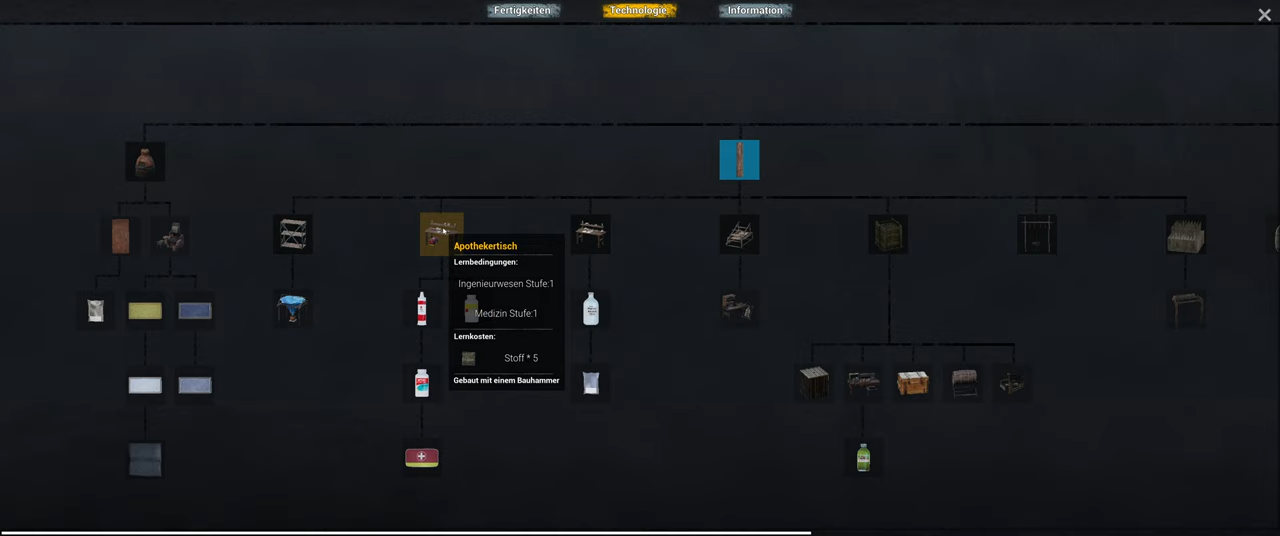 Fertigkeiten
Technologie
Information
Apothekertisch
Lernbedingungen:
Ingenieurwesen Stufe:1
Medizin Stufe:1
Lernkosten:
Stoff * 5
Gebaut mit einem Bauhammer